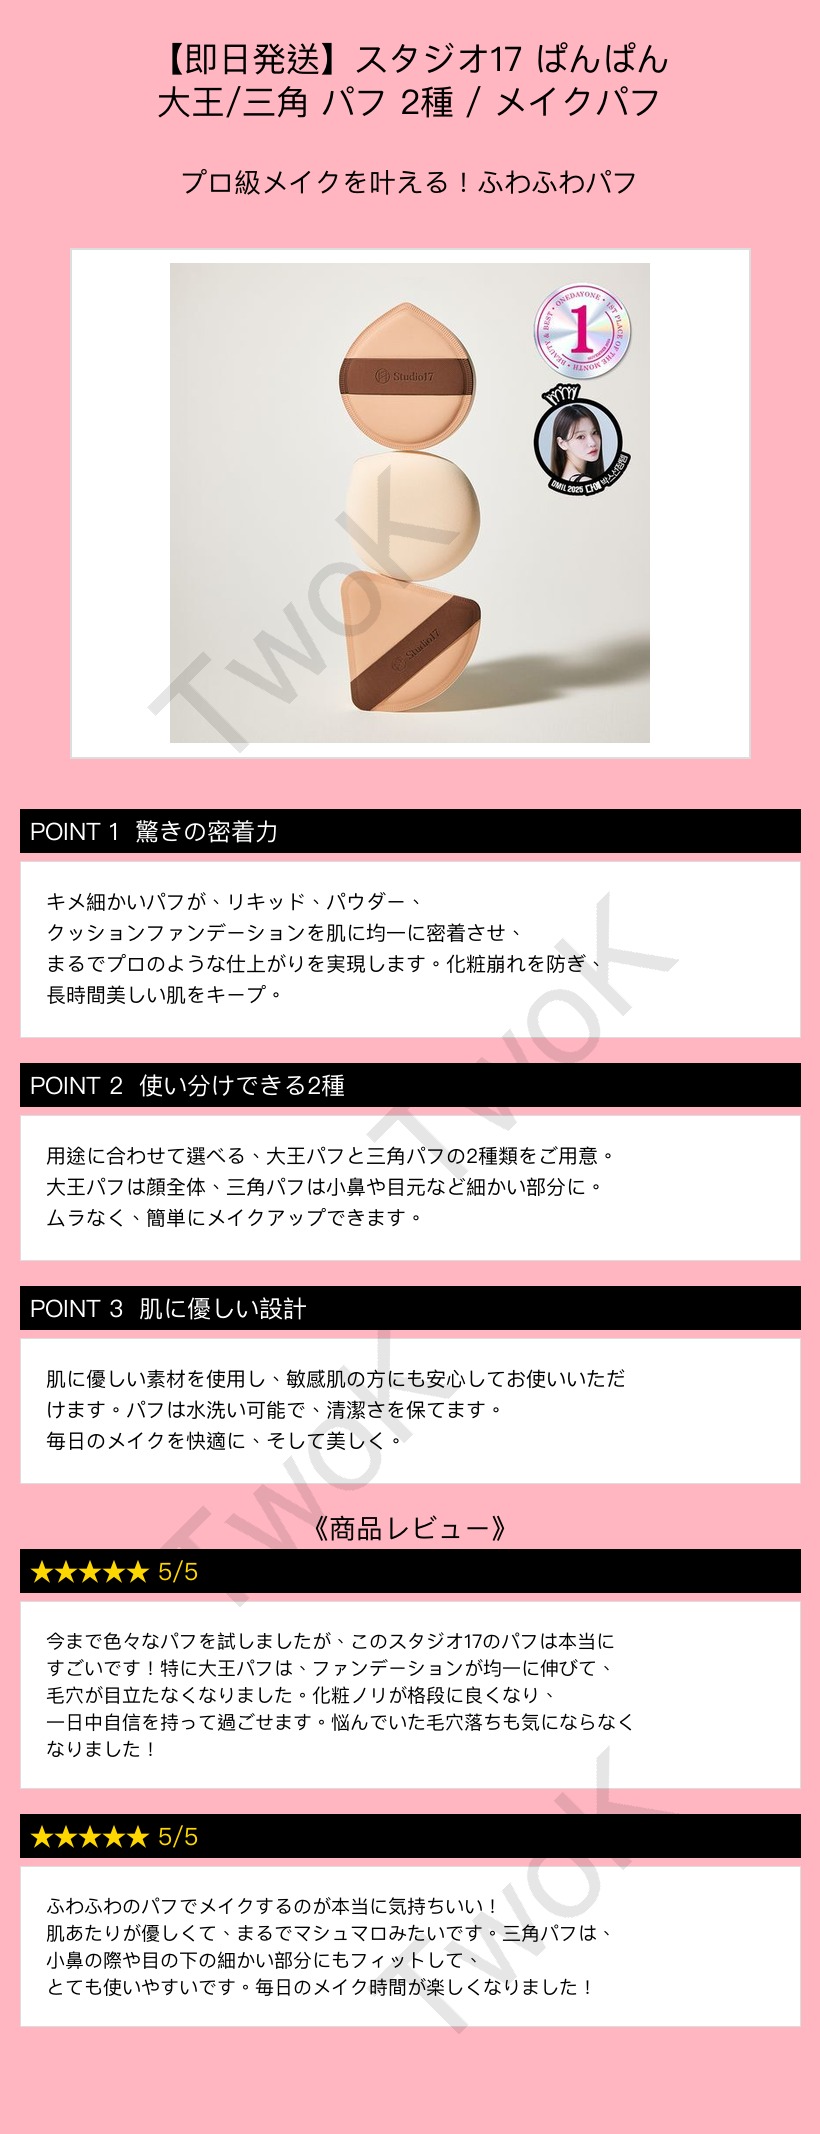 【即日発送】スタジオ17 ぱんぱん
大王/三角 パフ 2種 / メイクパフ
プロ級メイクを叶える！ふわふわパフ
BEAUTY & BEST • ONEDAYONE • 1ST PLACE OF THE MONTH •
1
Studio17
DMIL 2025 다예 박스선정템
Studio17
TwoK
POINT 1 驚きの密着力
キメ細かいパフが、リキッド、パウダー、
クッションファンデーションを肌に均一に密着させ、
まるでプロのような仕上がりを実現します。化粧崩れを防ぎ、
長時間美しい肌をキープ。
TwoK
POINT 2 使い分けできる2種
用途に合わせて選べる、大王パフと三角パフの2種類をご用意。
大王パフは顔全体、三角パフは小鼻や目元など細かい部分に。
ムラなく、簡単にメイクアップできます。
POINT 3 肌に優しい設計
肌に優しい素材を使用し、敏感肌の方にも安心してお使いいただ
けます。パフは水洗い可能で、清潔さを保てます。
毎日のメイクを快適に、そして美しく。
TwoK
《商品レビュー》
★★★★★ 5/5
今まで色々なパフを試しましたが、このスタジオ17のパフは本当に
すごいです！特に大王パフは、ファンデーションが均一に伸びて、
毛穴が目立たなくなりました。化粧ノリが格段に良くなり、
一日中自信を持って過ごせます。悩んでいた毛穴落ちも気にならなく
なりました！
★★★★★ 5/5
TwoK
ふわふわのパフでメイクするのが本当に気持ちいい！
肌あたりが優しくて、まるでマシュマロみたいです。三角パフは、
小鼻の際や目の下の細かい部分にもフィットして、
とても使いやすいです。毎日のメイク時間が楽しくなりました！